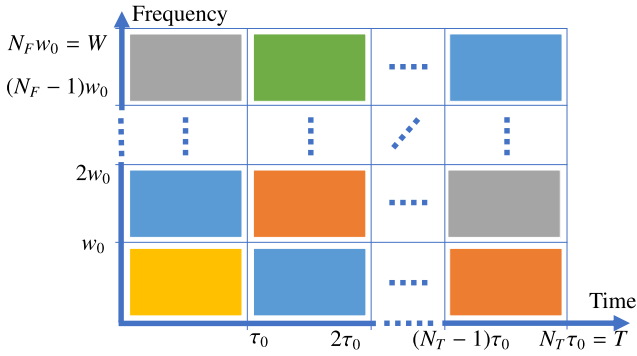 Frequency
N_F w_0 = W
(N_F − 1)w_0
2w_0
w_0
Time
τ_0
2τ_0
(N_T − 1)τ_0
N_T τ_0 = T